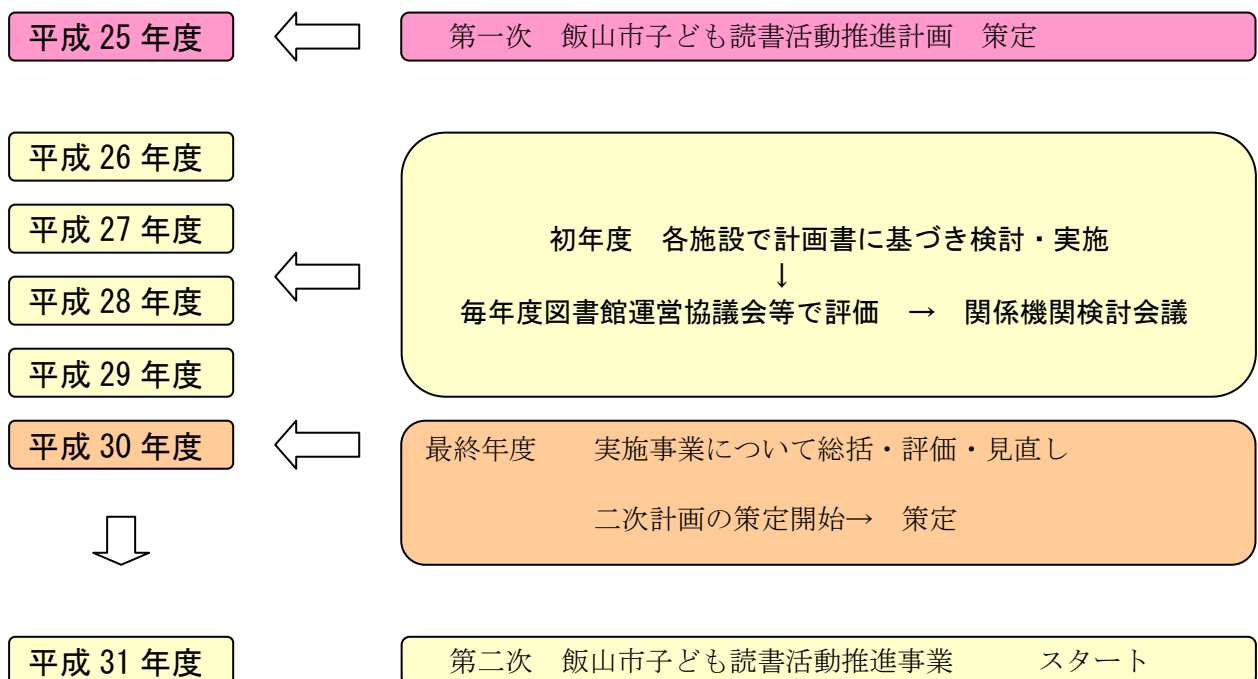 平成 25 年度
第一次　飯山市子ども読書活動推進計画　策定
平成 26 年度
平成 27 年度
平成 28 年度
平成 29 年度
初年度　各施設で計画書に基づき検討・実施
↓
毎年度図書館運営協議会等で評価　→　関係機関検討会議
平成 30 年度
最終年度　　実施事業について総括・評価・見直し
二次計画の策定開始→　策定
平成 31 年度
第二次　飯山市子ども読書活動推進事業　　　スタート